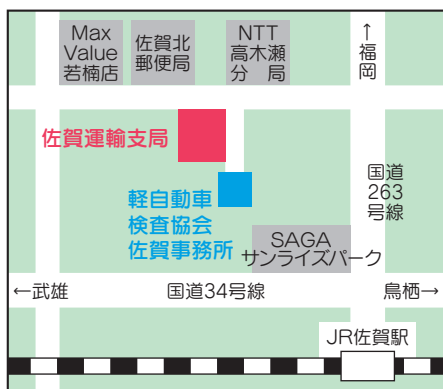 Max
Value
若楠店
佐賀北
郵便局
NTT
高木瀬
分局
↑
福岡
佐賀運輸支局
軽自動車
検査協会
佐賀事務所
国道
263
号線
SAGA
サンライズパーク
←武雄
国道34号線
鳥栖→
JR佐賀駅